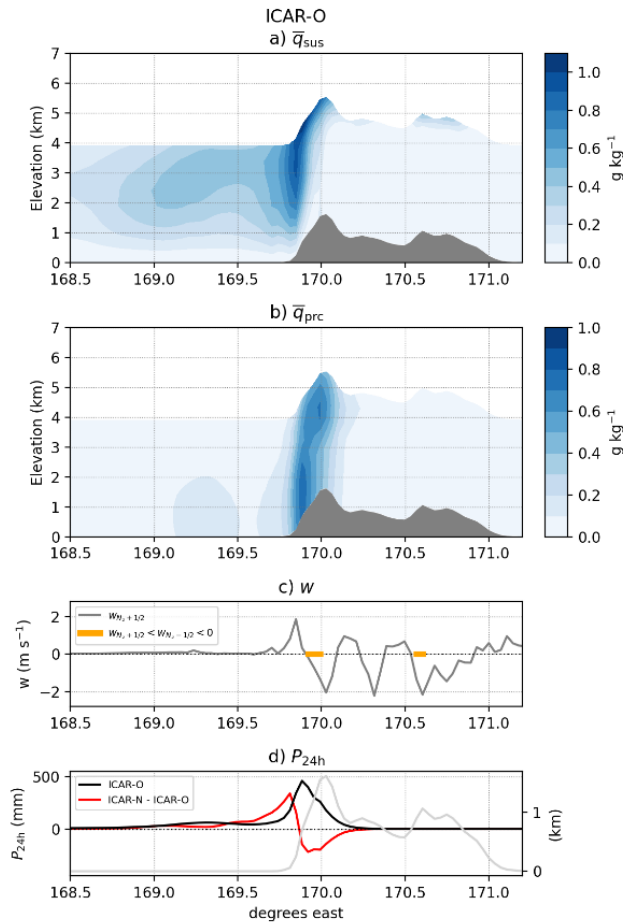 ICAR-O
a) q̅sus
Elevation (km)
7
6
5
4
3
2
1
0
168.5 169.0 169.5 170.0 170.5 171.0
1.0
0.8
0.6
0.4
0.2
0.0
g kg⁻¹
b) q̅prc
Elevation (km)
7
6
5
4
3
2
1
0
168.5 169.0 169.5 170.0 170.5 171.0
1.0
0.8
0.6
0.4
0.2
0.0
g kg⁻¹
c) w
w (m s⁻¹)
2
0
−2
w_{N_z+1/2}
w_{N_z+1/2} < w_{N_z−1/2} < 0
168.5 169.0 169.5 170.0 170.5 171.0
d) P₂₄ₕ
P₂₄ₕ (mm)
500
0
ICAR-O
ICAR-N - ICAR-O
1
0
(km)
168.5 169.0 169.5 170.0 170.5 171.0
degrees east